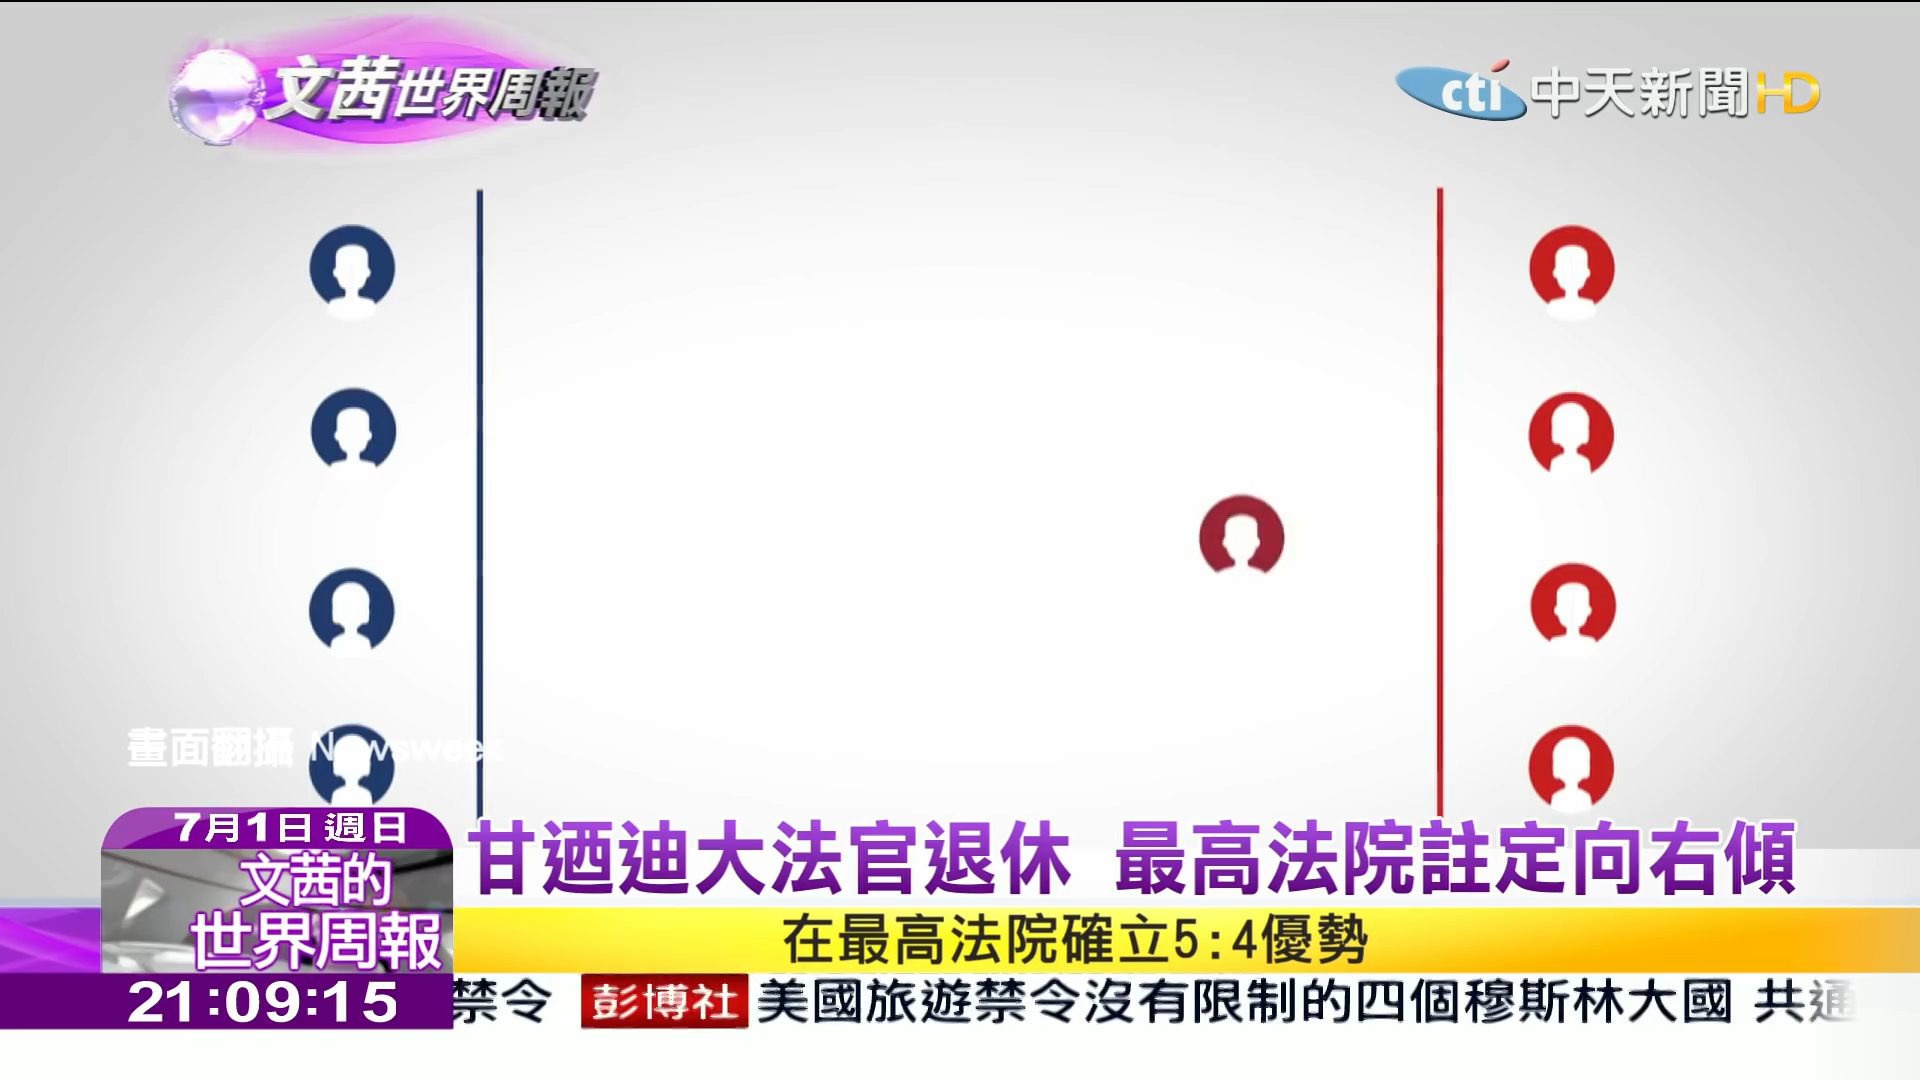 文茜世界周報
cti 中天新聞HD
畫面翻攝 Newsweek
7月1日 週日
文茜的
世界周報
甘迺迪大法官退休 最高法院註定向右傾
在最高法院確立5:4優勢
21:09:15
禁令 彭博社 美國旅遊禁令沒有限制的四個穆斯林大國 共通